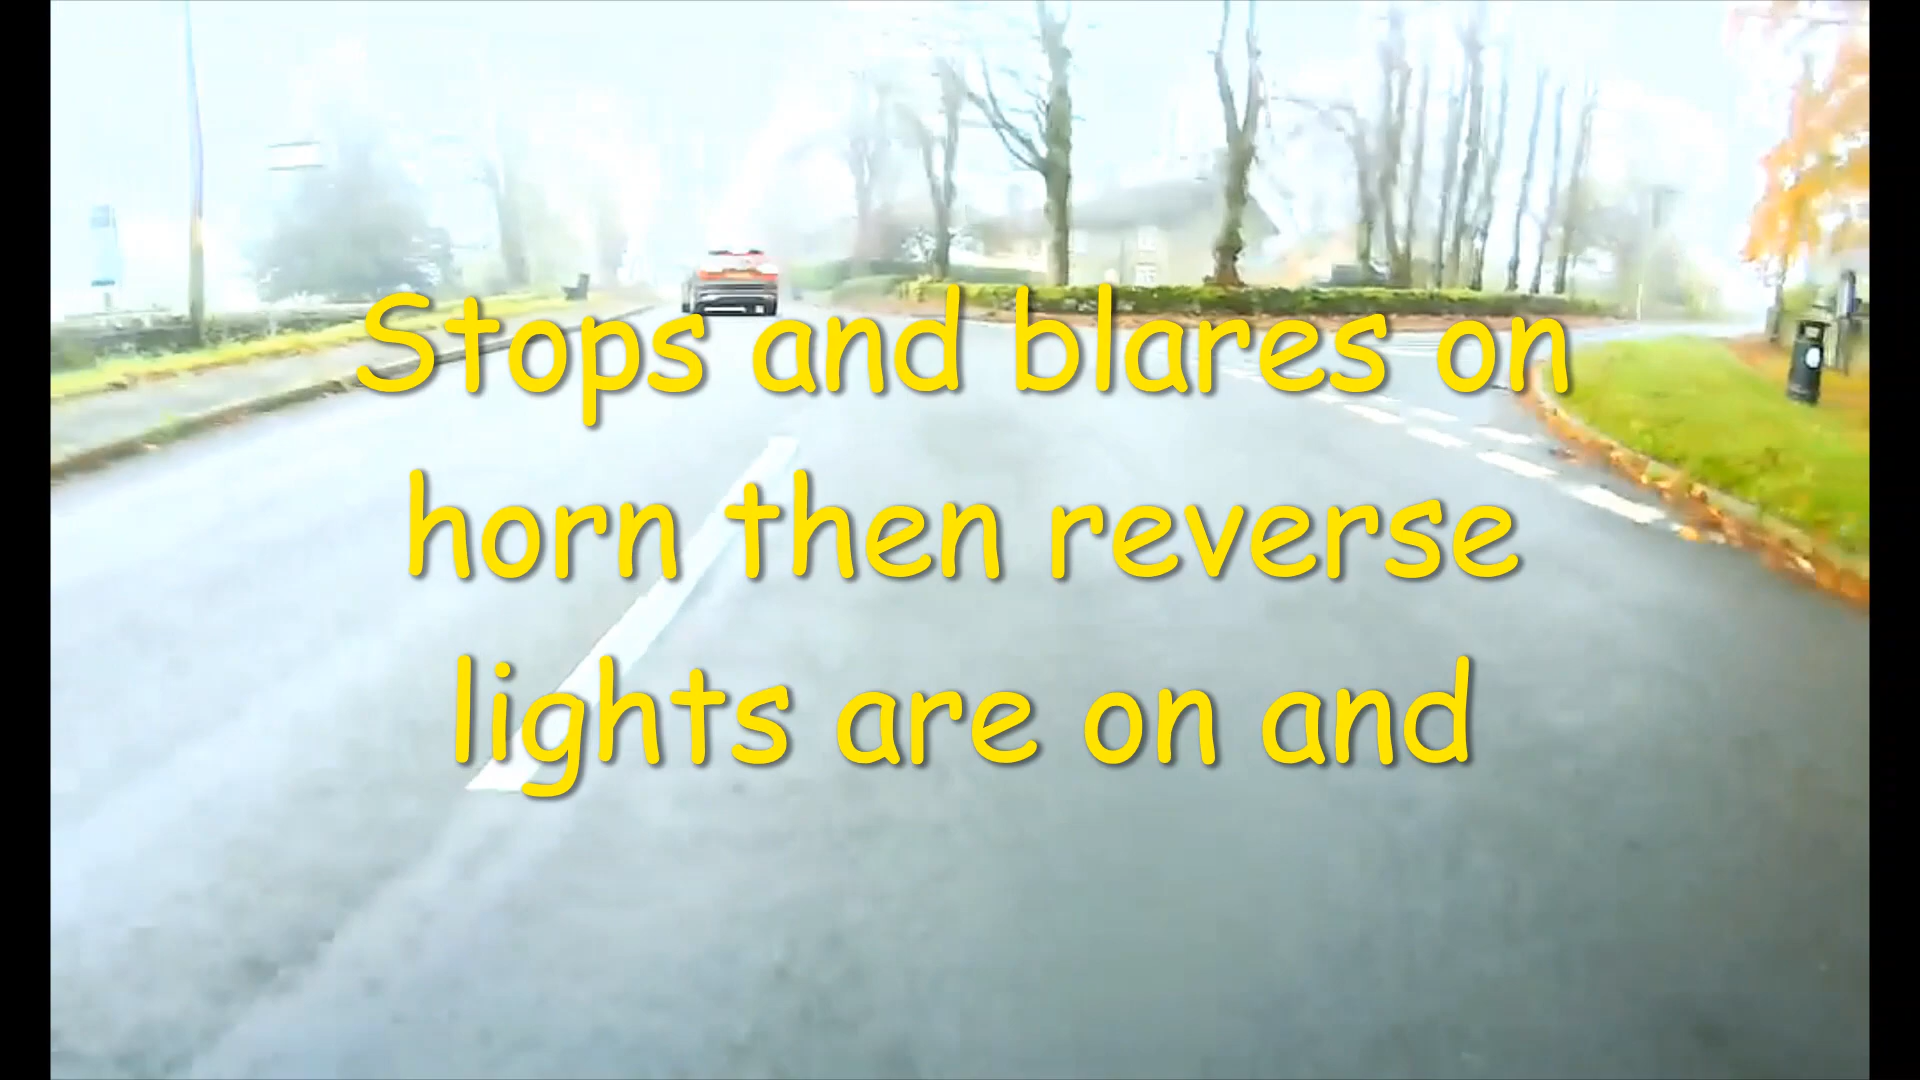 Stops and blares on
horn then reverse
lights are on and